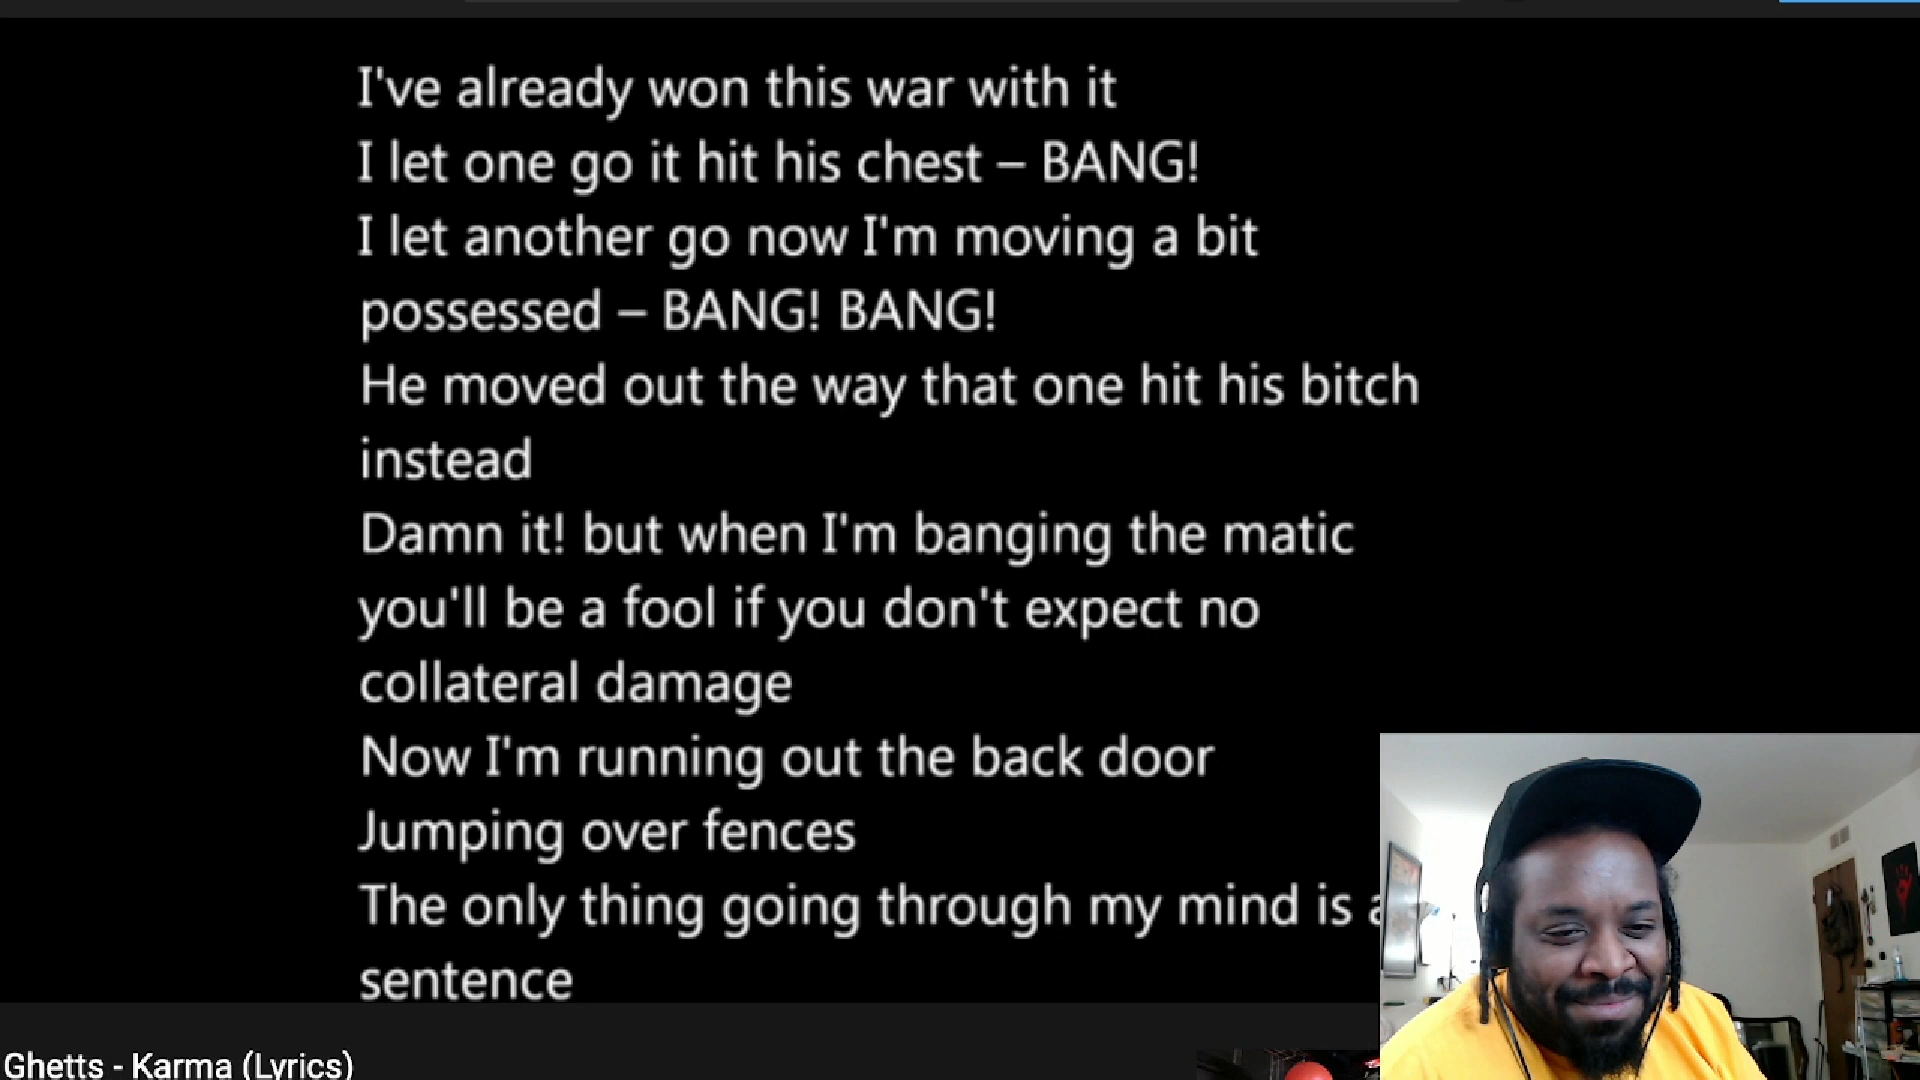 I've already won this war with it
I let one go it hit his chest – BANG!
I let another go now I'm moving a bit
possessed – BANG! BANG!
He moved out the way that one hit his bitch
instead
Damn it! but when I'm banging the matic
you'll be a fool if you don't expect no
collateral damage
Now I'm running out the back door
Jumping over fences
The only thing going through my mind is a
sentence
Ghetts - Karma (Lyrics)